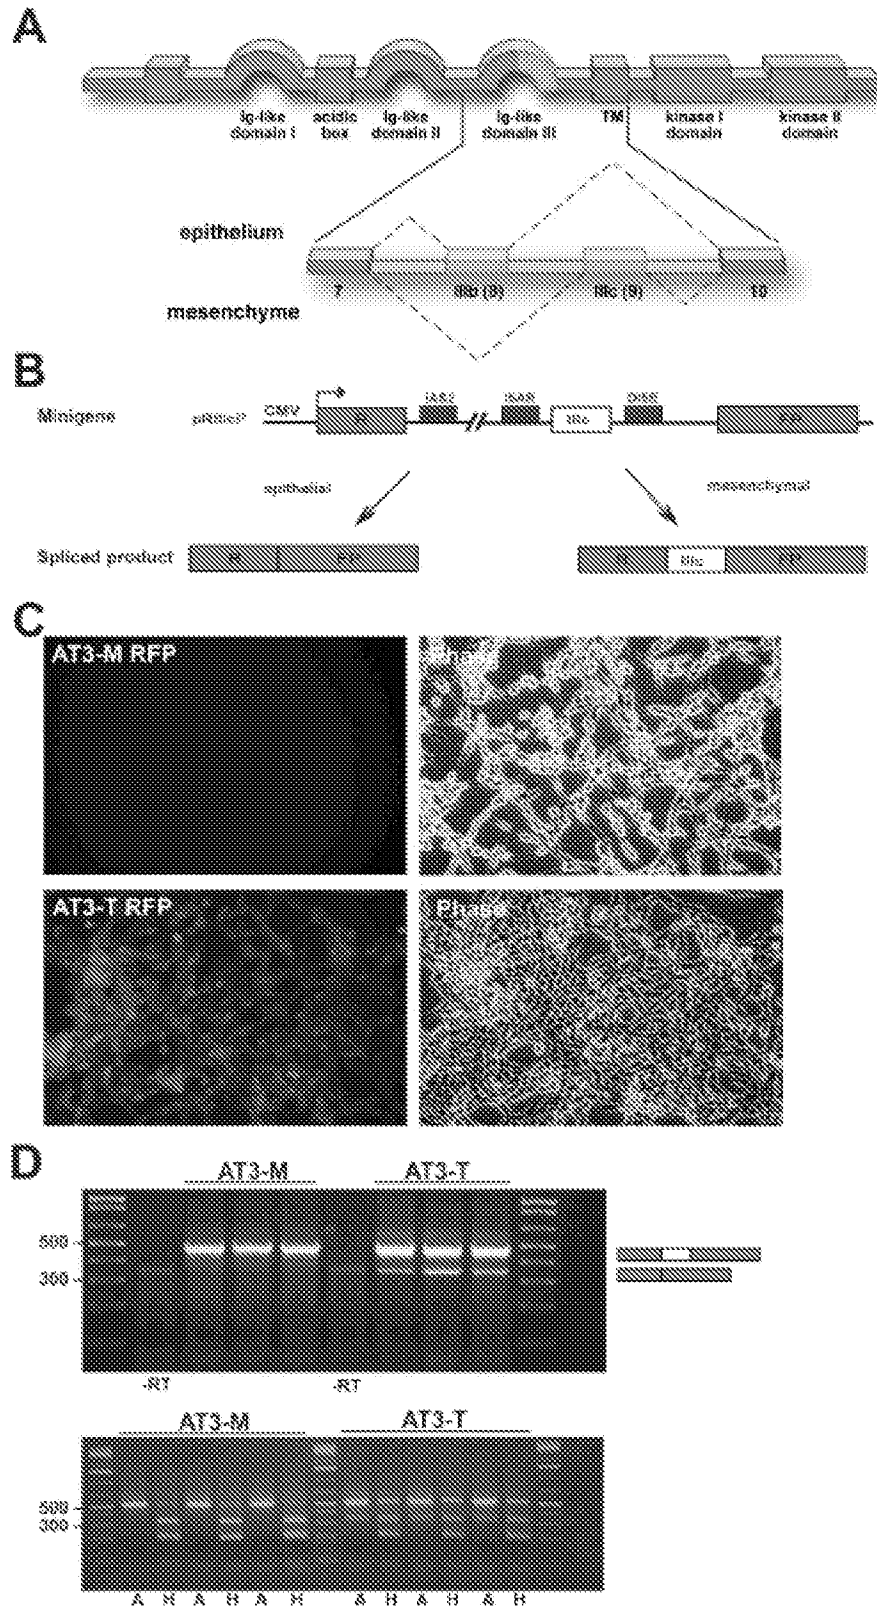 A
Ig-like domain I
acidic box
Ig-like domain II
Ig-like domain III
TM
kinase I domain
kinase II domain
epithelium
7
IIIb (8)
IIIc (9)
10
mesenchyme
B
Minigene
CMV
ISAR
IIIc
epithelial
mesenchymal
Spliced product
R
IIIc
C
AT3-M RFP
Phase
AT3-T RFP
Phase
D
AT3-M
AT3-T
500
300
-RT
-RT
AT3-M
AT3-T
500
300
A B A B A B A B A B A B